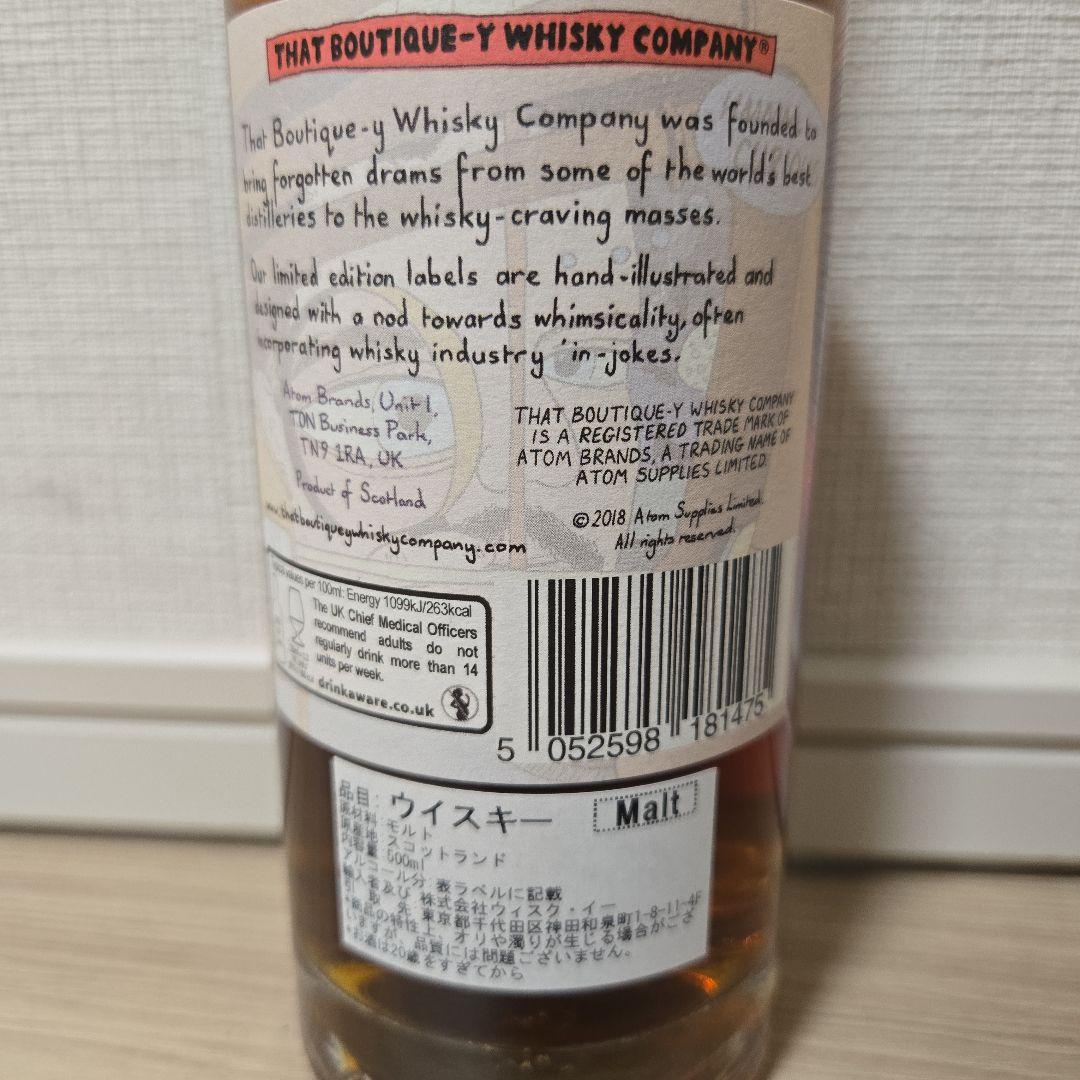 THAT BOUTIQUE-Y WHISKY COMPANY®
That Boutique-y Whisky Company was founded to
bring forgotten drams from some of the world's best
distilleries to the whisky-craving masses.
Our limited edition labels are hand-illustrated and
designed with a nod towards whimsicality, often
incorporating whisky industry 'in-jokes.
Atom Brands, Unit 1,
TDN Business Park,
TN9 1RA, UK
Product of Scotland
www.thatboutiqueywhiskycompany.com
THAT BOUTIQUE-Y WHISKY COMPANY
IS A REGISTERED TRADE MARK OF
ATOM BRANDS, A TRADING NAME OF
ATOM SUPPLIES LIMITED.
©2018 Atom Supplies Limited.
All rights reserved.
values per 100ml: Energy 1099kJ/263kcal
The UK Chief Medical Officers
recommend adults do not
regularly drink more than 14
units per week.
drinkaware.co.uk
5 052598 181475
品目: ウイスキー Malt
原材料: モルト
原産地: スコットランド
内容量: 500ml
アルコール分: 表ラベルに記載
輸入者及び 株式会社ウィスク・イー
引 取 先 東京都千代田区神田和泉町1-8-11-4F
*商品の特性上、オリや濁りが生じる場合がござ
いますが、品質には問題ございません。
*お酒は20歳をすぎてから